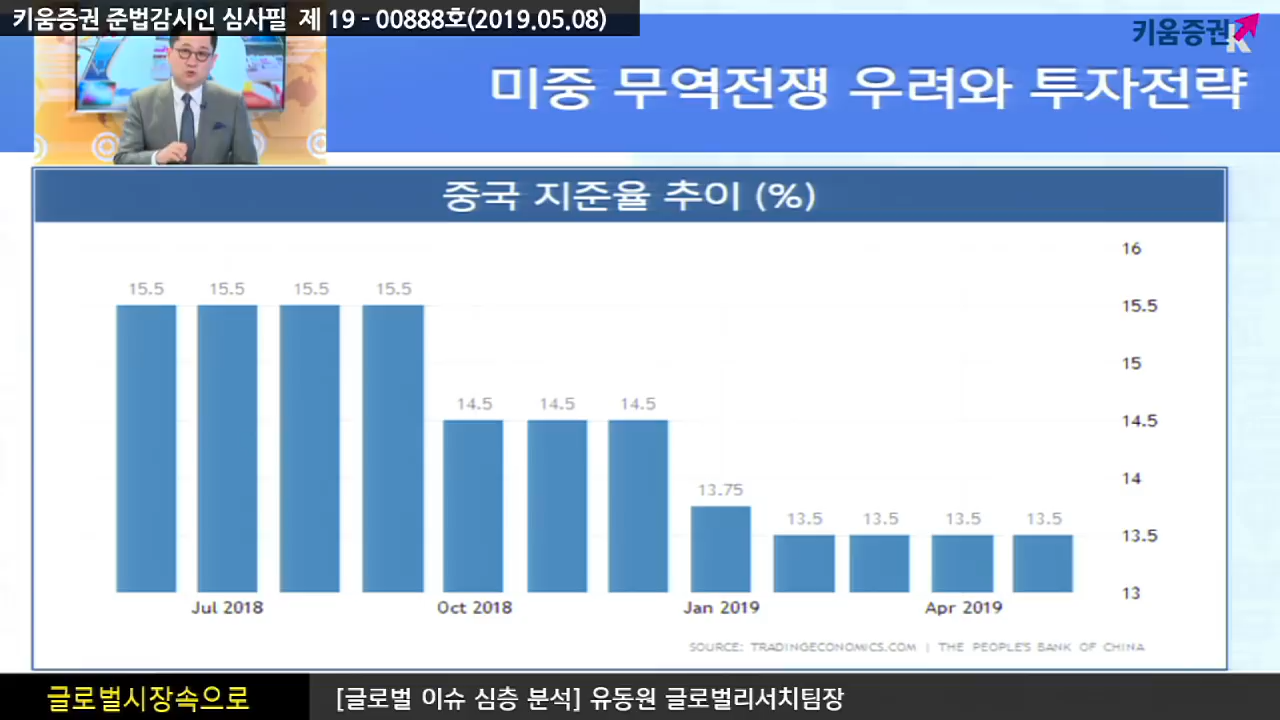 키움증권 준법감시인 심사필 제 19 - 00888호(2019.05.08)
키움증권
미중 무역전쟁 우려와 투자전략
중국 지준율 추이 (%)
16
15.5 15.5 15.5 15.5
15.5
15
14.5 14.5 14.5
14.5
14
13.75
13.5 13.5 13.5 13.5
13.5
13
Jul 2018 Oct 2018 Jan 2019 Apr 2019
SOURCE: TRADINGECONOMICS.COM | THE PEOPLE'S BANK OF CHINA
글로벌시장속으로
[글로벌 이슈 심층 분석] 유동원 글로벌리서치팀장